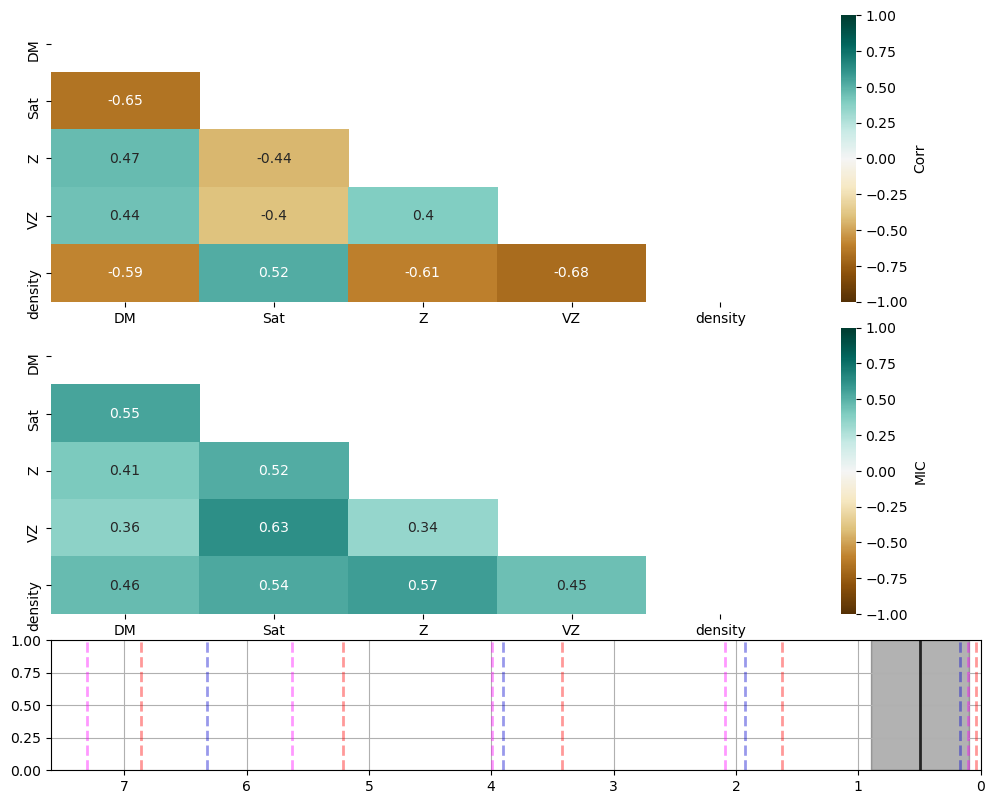 1.00
DM
0.75
Sat
-0.65
0.50
0.25
Z
0.47 -0.44
0.00
Corr
−0.25
VZ
0.44 -0.4 0.4
−0.50
density
-0.59 0.52 -0.61 -0.68
−0.75
−1.00
DM Sat Z VZ density
1.00
DM
0.75
Sat
0.55
0.50
0.25
Z
0.41 0.52
0.00
MIC
−0.25
VZ
0.36 0.63 0.34
−0.50
density
0.46 0.54 0.57 0.45
−0.75
−1.00
DM Sat Z VZ density
1.00
0.75
0.50
0.25
0.00
7 6 5 4 3 2 1 0